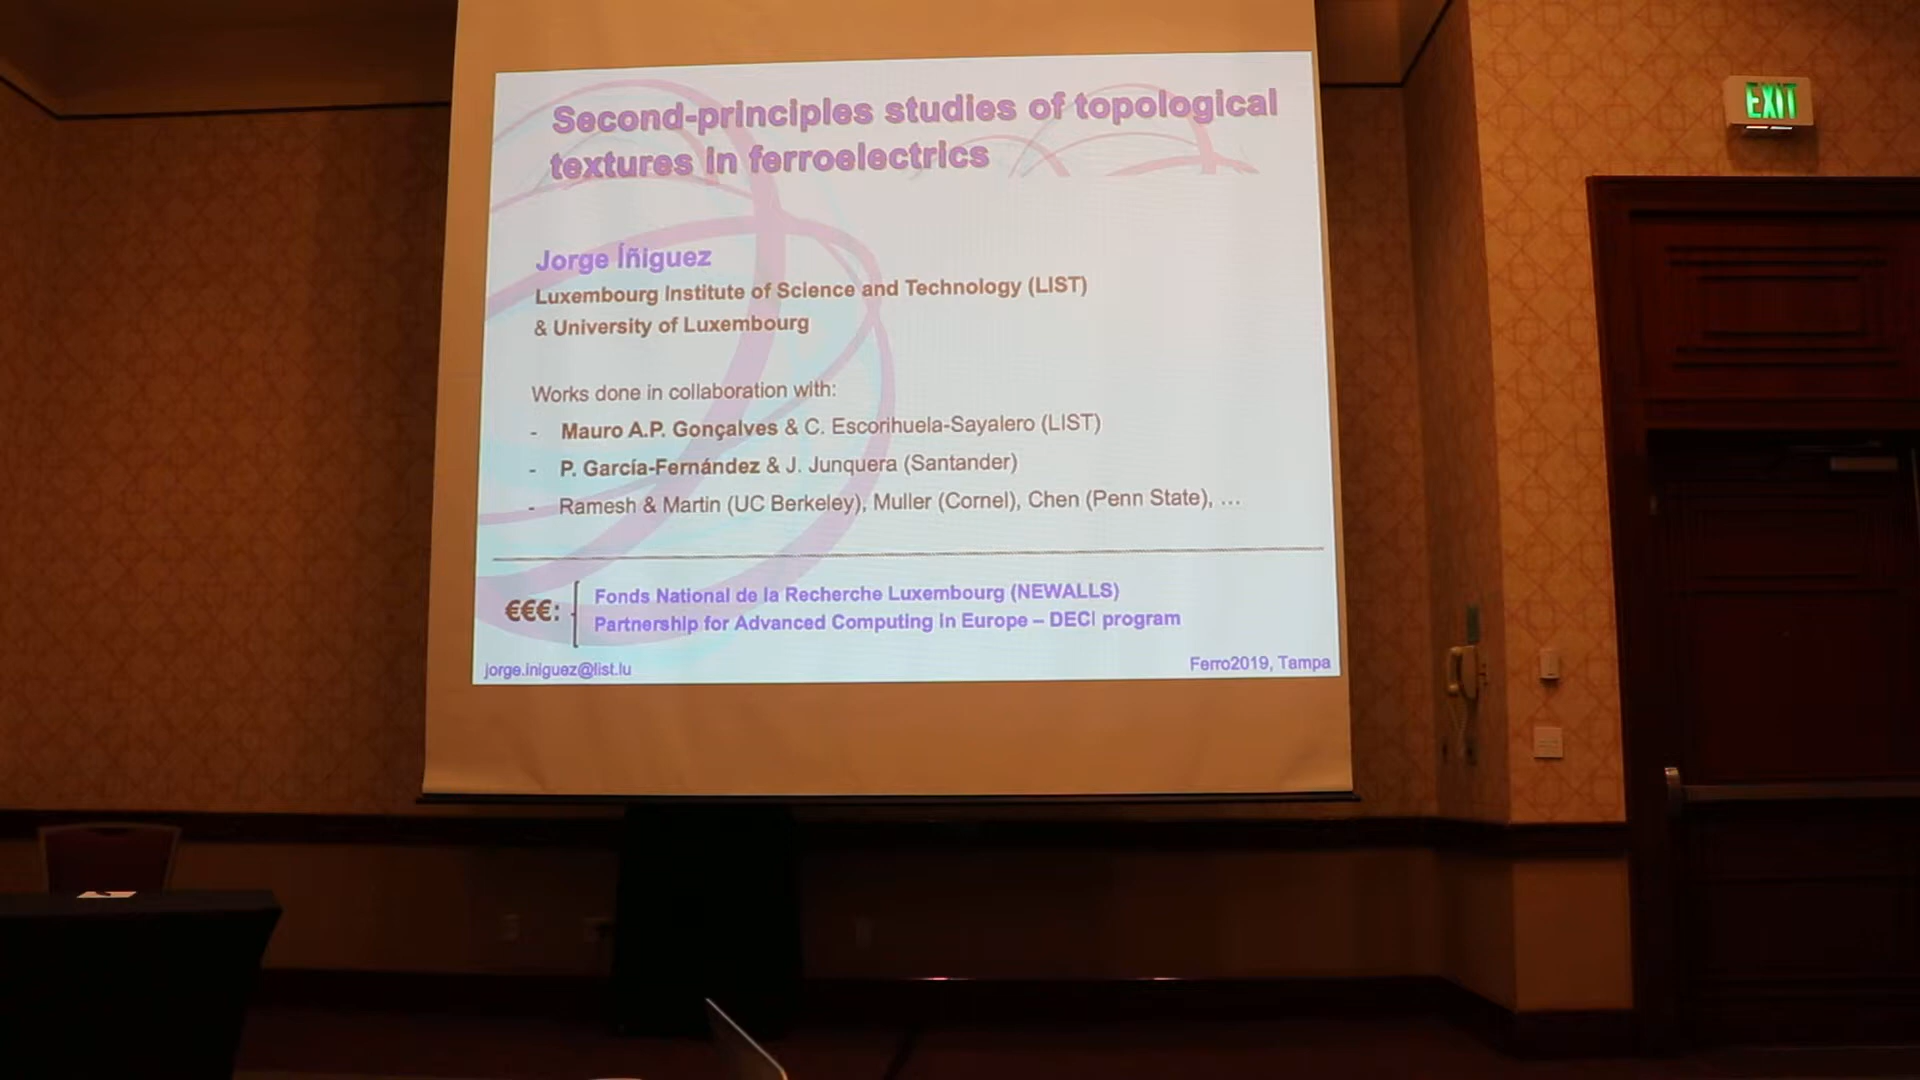 Second-principles studies of topological
textures in ferroelectrics
Jorge Íñiguez
Luxembourg Institute of Science and Technology (LIST)
& University of Luxembourg
Works done in collaboration with:
- Mauro A.P. Gonçalves & C. Escorihuela-Sayalero (LIST)
- P. García-Fernández & J. Junquera (Santander)
- Ramesh & Martin (UC Berkeley), Muller (Cornel), Chen (Penn State), ...
€€€:
Fonds National de la Recherche Luxembourg (NEWALLS)
Partnership for Advanced Computing in Europe – DECI program
jorge.iniguez@list.lu
Ferro2019, Tampa
EXIT